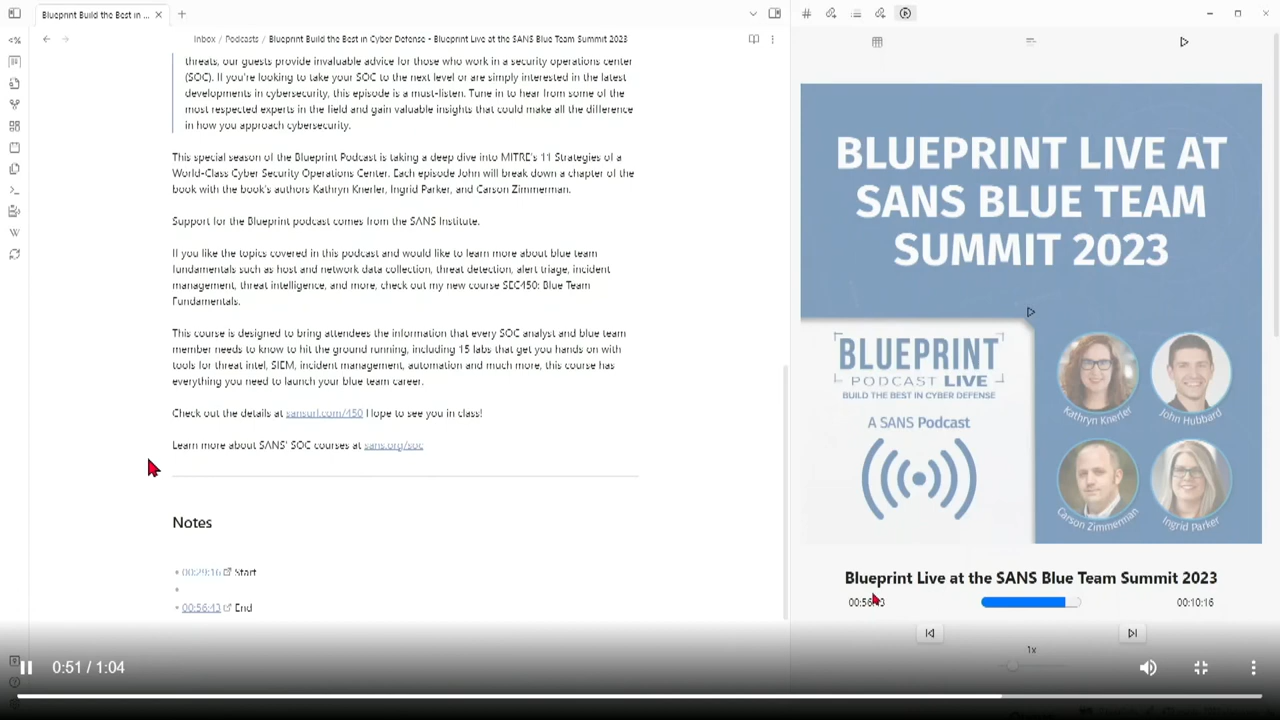 Blueprint Build the Best in ...
Inbox / Podcasts / Blueprint Build the Best in Cyber Defense - Blueprint Live at the SANS Blue Team Summit 2023
threats, our guests provide invaluable advice for those who work in a security operations center
(SOC). If you're looking to take your SOC to the next level or are simply interested in the latest
developments in cybersecurity, this episode is a must-listen. Tune in to hear from some of the
most respected experts in the field and gain valuable insights that could make all the difference
in how you approach cybersecurity.
This special season of the Blueprint Podcast is taking a deep dive into MITRE's 11 Strategies of a
World-Class Cyber Security Operations Center. Each episode John will break down a chapter of the
book with the book's authors Kathryn Knerler, Ingrid Parker, and Carson Zimmerman.
Support for the Blueprint podcast comes from the SANS Institute.
If you like the topics covered in this podcast and would like to learn more about blue team
fundamentals such as host and network data collection, threat detection, alert triage, incident
management, threat intelligence, and more, check out my new course SEC450: Blue Team
Fundamentals.
This course is designed to bring attendees the information that every SOC analyst and blue team
member needs to know to hit the ground running, including 15 labs that get you hands on with
tools for threat intel, SIEM, incident management, automation and much more, this course has
everything you need to launch your blue team career.
Check out the details at sansurl.com/450 Hope to see you in class!
Learn more about SANS' SOC courses at sans.org/soc
Notes
00:29:16 Start
00:56:43 End
0:51 / 1:04
BLUEPRINT LIVE AT
SANS BLUE TEAM
SUMMIT 2023
BLUEPRINT
PODCAST LIVE
BUILD THE BEST IN CYBER DEFENSE
A SANS Podcast
Kathryn Knerler
John Hubbard
Carson Zimmerman
Ingrid Parker
Blueprint Live at the SANS Blue Team Summit 2023
00:56:43
00:10:16
1x